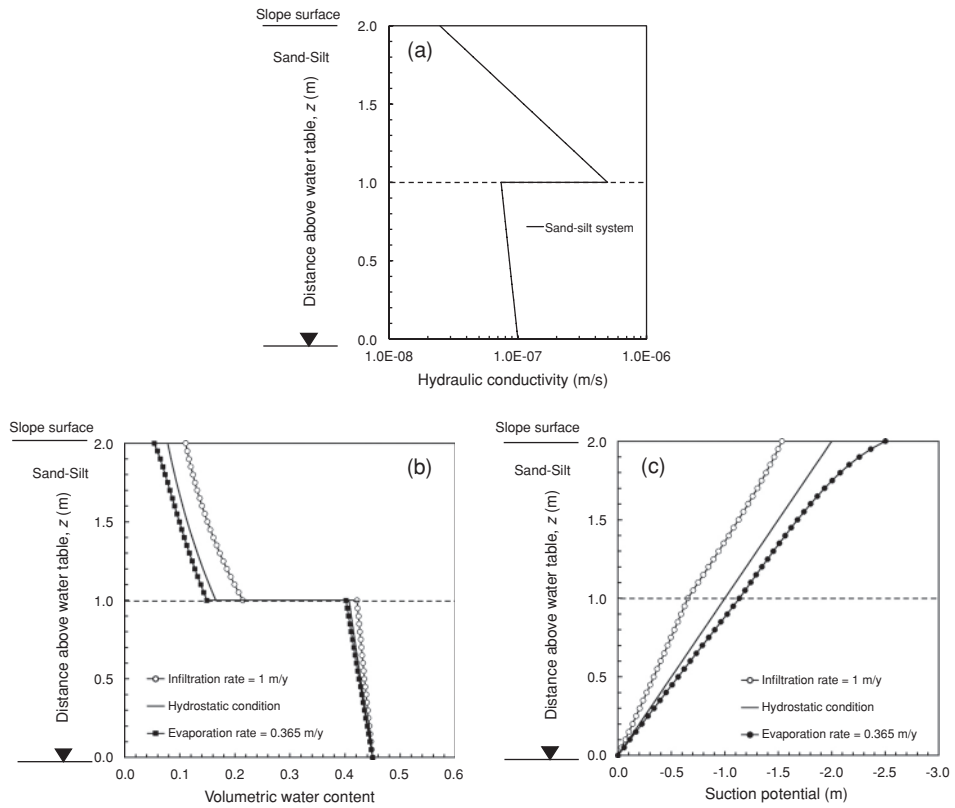 Slope surface
Sand-Silt
Distance above water table, z (m)
(a)
2.0
1.5
1.0
0.5
0.0
Sand-silt system
1.0E-08
1.0E-07
1.0E-06
Hydraulic conductivity (m/s)
Slope surface
Sand-Silt
Distance above water table, z (m)
(b)
2.0
1.5
1.0
0.5
0.0
Infiltration rate = 1 m/y
Hydrostatic condition
Evaporation rate = 0.365 m/y
0.0 0.1 0.2 0.3 0.4 0.5 0.6
Volumetric water content
Slope surface
Sand-Silt
Distance above water table, z (m)
(c)
2.0
1.5
1.0
0.5
0.0
Infiltration rate = 1 m/y
Hydrostatic condition
Evaporation rate = 0.365 m/y
0.0 -0.5 -1.0 -1.5 -2.0 -2.5 -3.0
Suction potential (m)